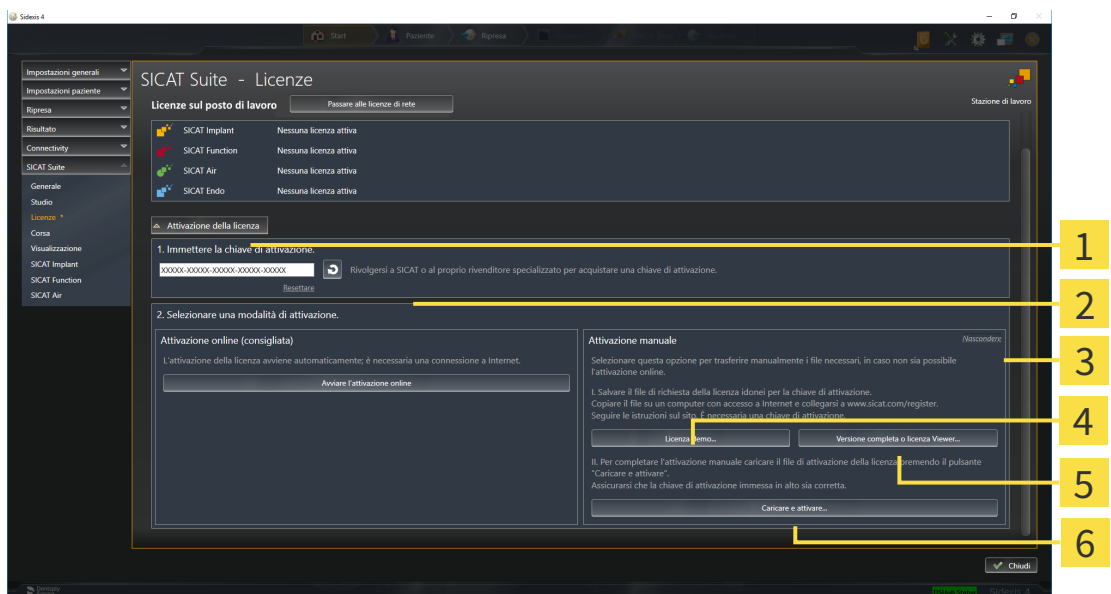 Sidexis 4
Start
Paziente
Ripresa
Impostazioni generali
Impostazioni paziente
Ripresa
Risultato
Connectivity
SICAT Suite
Generale
Studio
Licenze *
Corsa
Visualizzazione
SICAT Implant
SICAT Function
SICAT Air
SICAT Suite - Licenze
Licenze sul posto di lavoro
Passare alle licenze di rete
Stazione di lavoro
SICAT Implant Nessuna licenza attiva
SICAT Function Nessuna licenza attiva
SICAT Air Nessuna licenza attiva
SICAT Endo Nessuna licenza attiva
Attivazione della licenza
1. Immettere la chiave di attivazione.
XXXXX-XXXXX-XXXXX-XXXXX-XXXXX
Rivolgersi a SICAT o al proprio rivenditore specializzato per acquistare una chiave di attivazione.
Resettare
2. Selezionare una modalità di attivazione.
Attivazione online (consigliata)
L'attivazione della licenza avviene automaticamente; è necessaria una connessione a Internet.
Avviare l'attivazione online
Attivazione manuale
Nascondere
Selezionare questa opzione per trasferire manualmente i file necessari, in caso non sia possibile
l'attivazione online.
I. Salvare il file di richiesta della licenza idonei per la chiave di attivazione.
Copiare il file su un computer con accesso a Internet e collegarsi a www.sicat.com/register.
Seguire le istruzioni sul sito. È necessaria una chiave di attivazione.
Licenza Demo...
Versione completa o licenza Viewer...
II. Per completare l'attivazione manuale caricare il file di attivazione della licenza premendo il pulsante
"Caricare e attivare".
Assicurarsi che la chiave di attivazione immessa in alto sia corretta.
Caricare e attivare...
Chiudi
Dentsply
Sirona
Sidexis 4
1
2
3
4
5
6